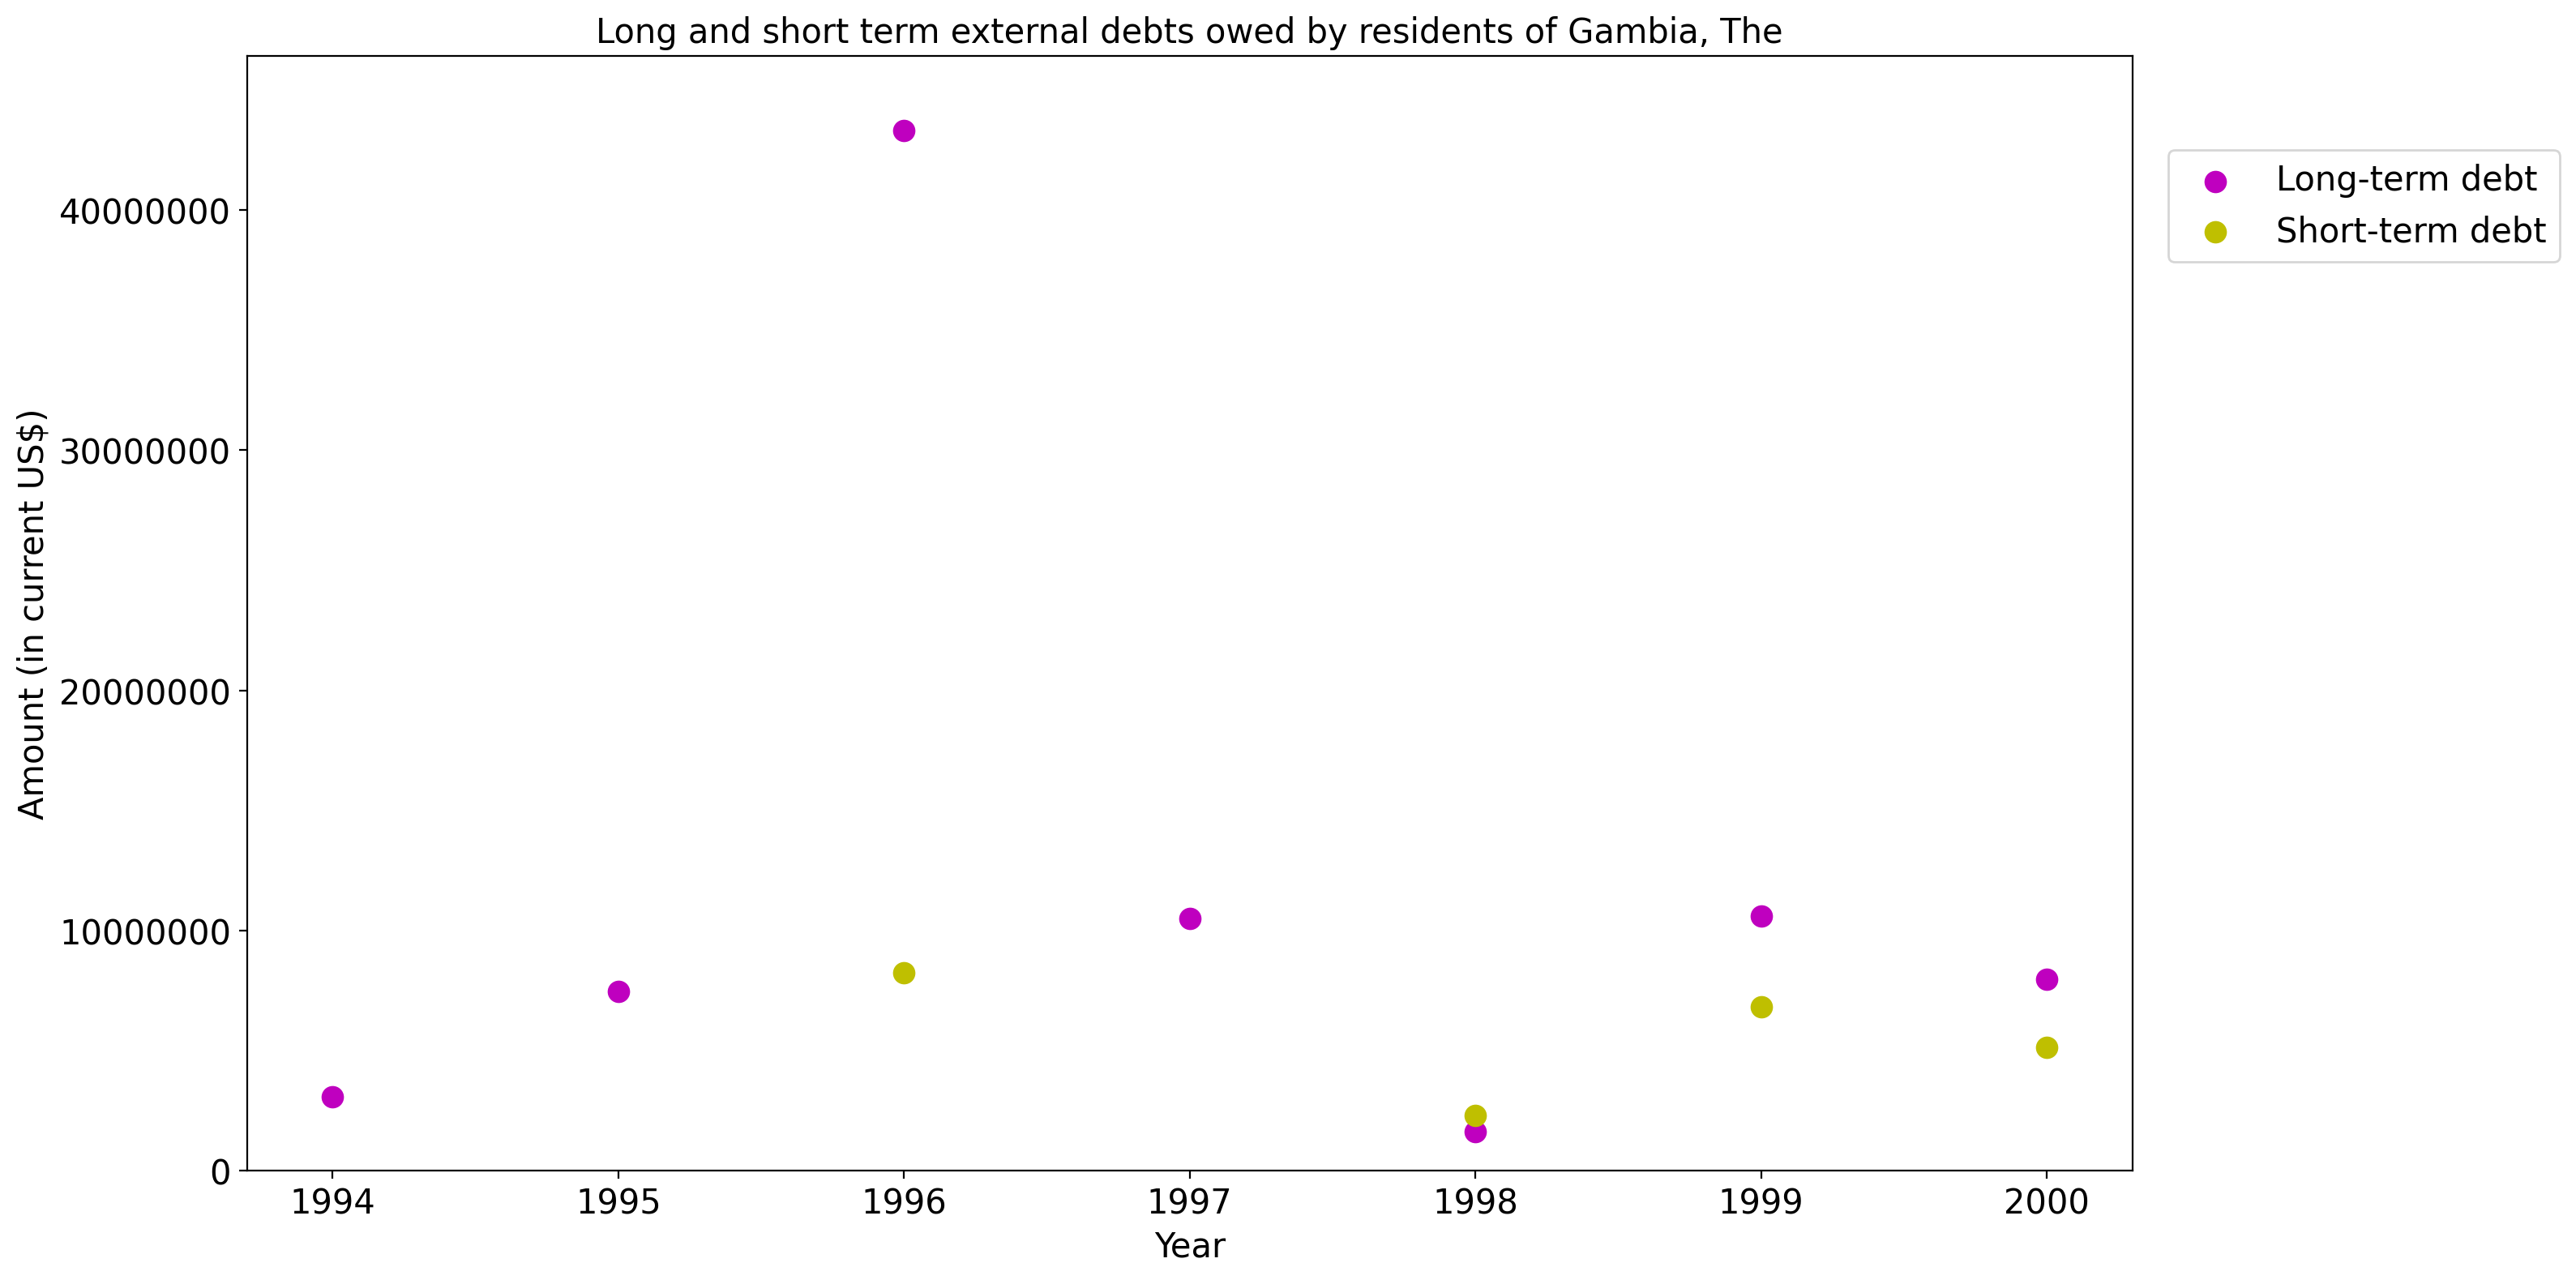 Long and short term external debts owed by residents of Gambia, The
Long-term debt
Short-term debt
Amount (in current US$)
40000000
30000000
20000000
10000000
0
1994 1995 1996 1997 1998 1999 2000
Year